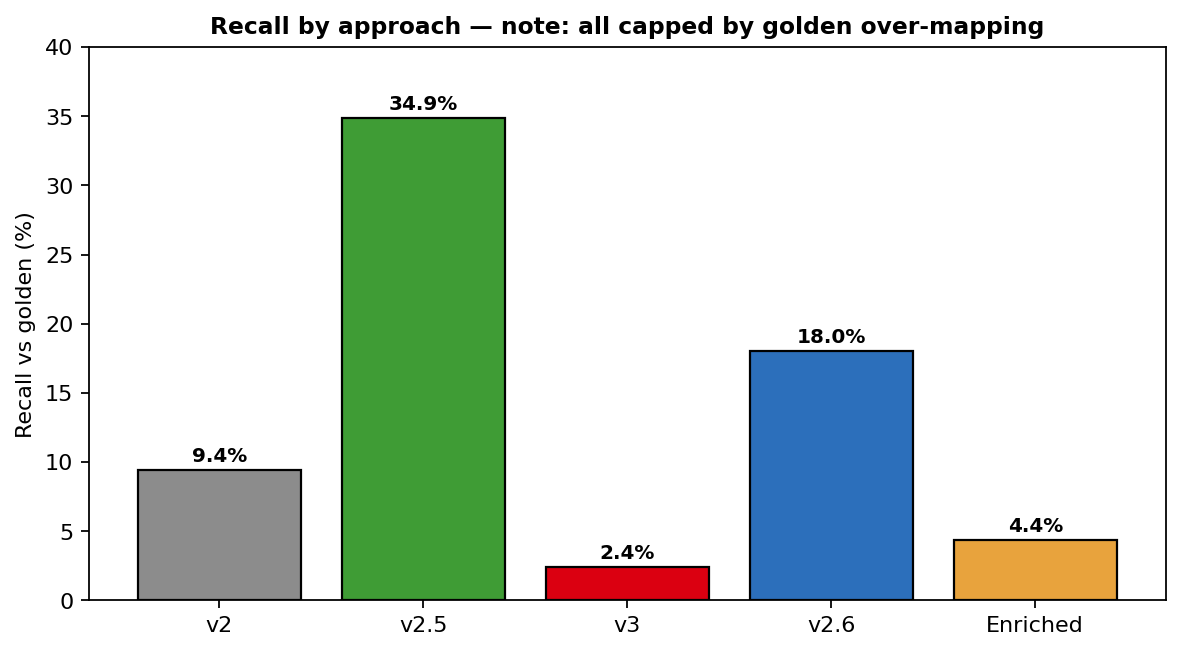 Recall by approach — note: all capped by golden over-mapping
Recall vs golden (%)
40
35
30
25
20
15
10
5
0
9.4%
34.9%
2.4%
18.0%
4.4%
v2
v2.5
v3
v2.6
Enriched